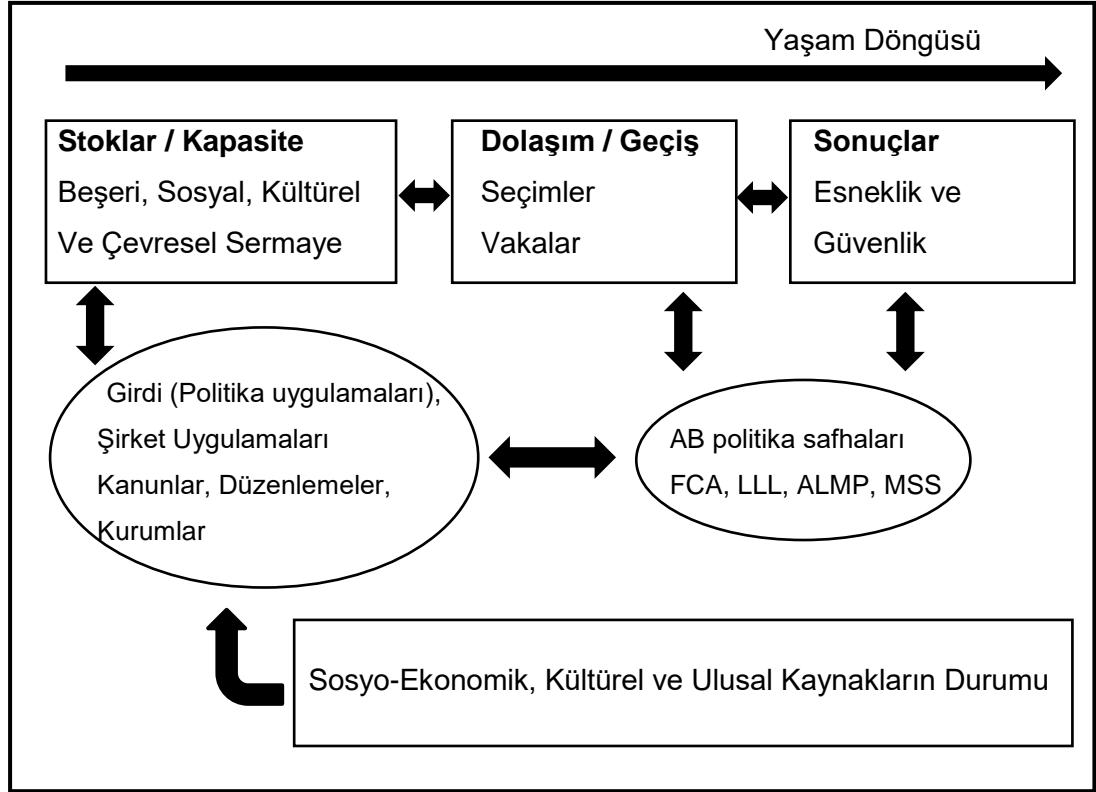 Yaşam Döngüsü
Stoklar / Kapasite
Beşeri, Sosyal, Kültürel
Ve Çevresel Sermaye
Dolaşım / Geçiş
Seçimler
Vakalar
Sonuçlar
Esneklik ve
Güvenlik
Girdi (Politika uygulamaları),
Şirket Uygulamaları
Kanunlar, Düzenlemeler,
Kurumlar
AB politika safhaları
FCA, LLL, ALMP, MSS
Sosyo-Ekonomik, Kültürel ve Ulusal Kaynakların Durumu